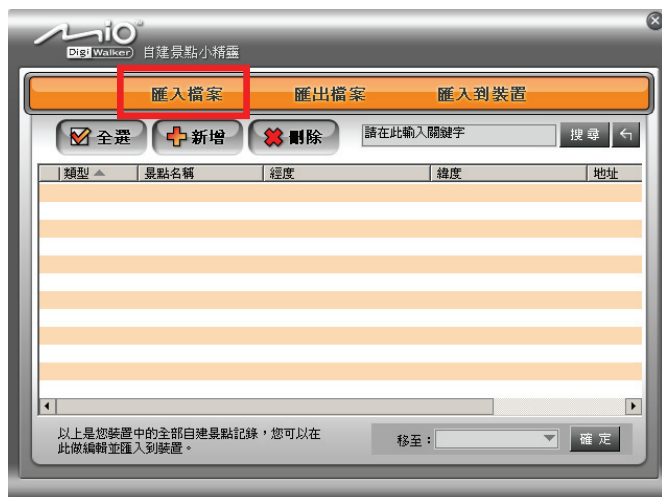 Mio
DigiWalker 自建景點小精靈
匯入檔案 匯出檔案 匯入到裝置
全選 新增 刪除 請在此輸入關鍵字 搜尋
類型 景點名稱 經度 緯度 地址
以上是您裝置中的全部自建景點記錄，您可以在
此做編輯並匯入到裝置。
移至： 確定